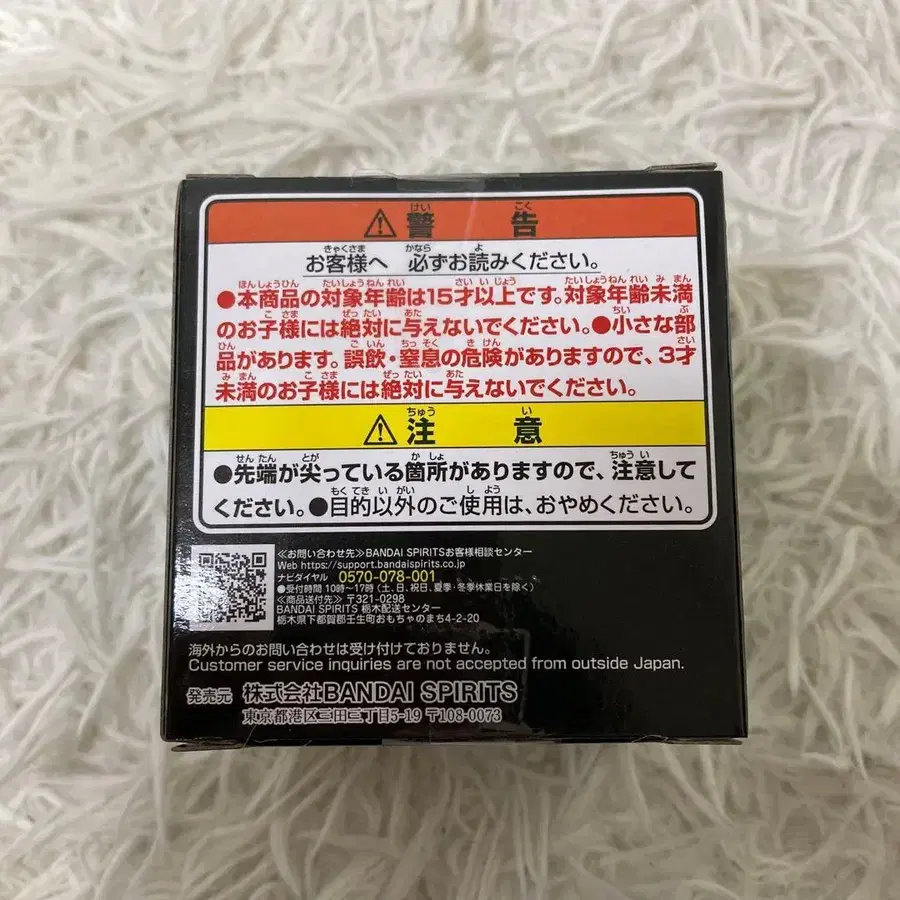 ⚠警告
お客様へ 必ずお読みください。
●本商品の対象年齢は15才以上です。対象年齢未満
のお子様には絶対に与えないでください。●小さな部
品があります。誤飲・窒息の危険がありますので、3才
未満のお子様には絶対に与えないでください。
⚠注意
●先端が尖っている箇所がありますので、注意して
ください。●目的以外のご使用は、おやめください。
≪お問い合わせ先≫BANDAI SPIRITSお客様相談センター
Web https://support.bandaispirits.co.jp
ナビダイヤル 0570-078-001
●受付時間 10時~17時(土、日、祝日、夏季・冬季休業日を除く)
≪商品送付先≫〒321-0298
BANDAI SPIRITS 栃木配送センター
栃木県下都賀郡壬生町おもちゃのまち4-2-20
海外からのお問い合わせは受け付けておりません。
Customer service inquiries are not accepted from outside Japan.
発売元 株式会社BANDAI SPIRITS
東京都港区三田三丁目5-19 〒108-0073